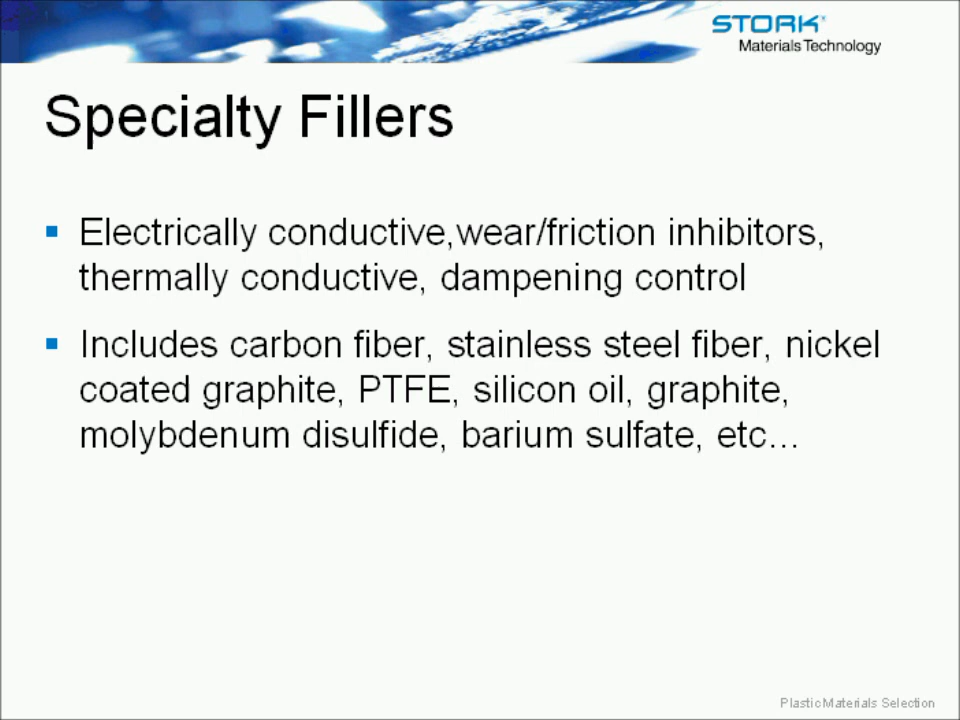 STORK®
Materials Technology
Specialty Fillers
Electrically conductive,wear/friction inhibitors,
thermally conductive, dampening control
Includes carbon fiber, stainless steel fiber, nickel
coated graphite, PTFE, silicon oil, graphite,
molybdenum disulfide, barium sulfate, etc...
Plastic Materials Selection